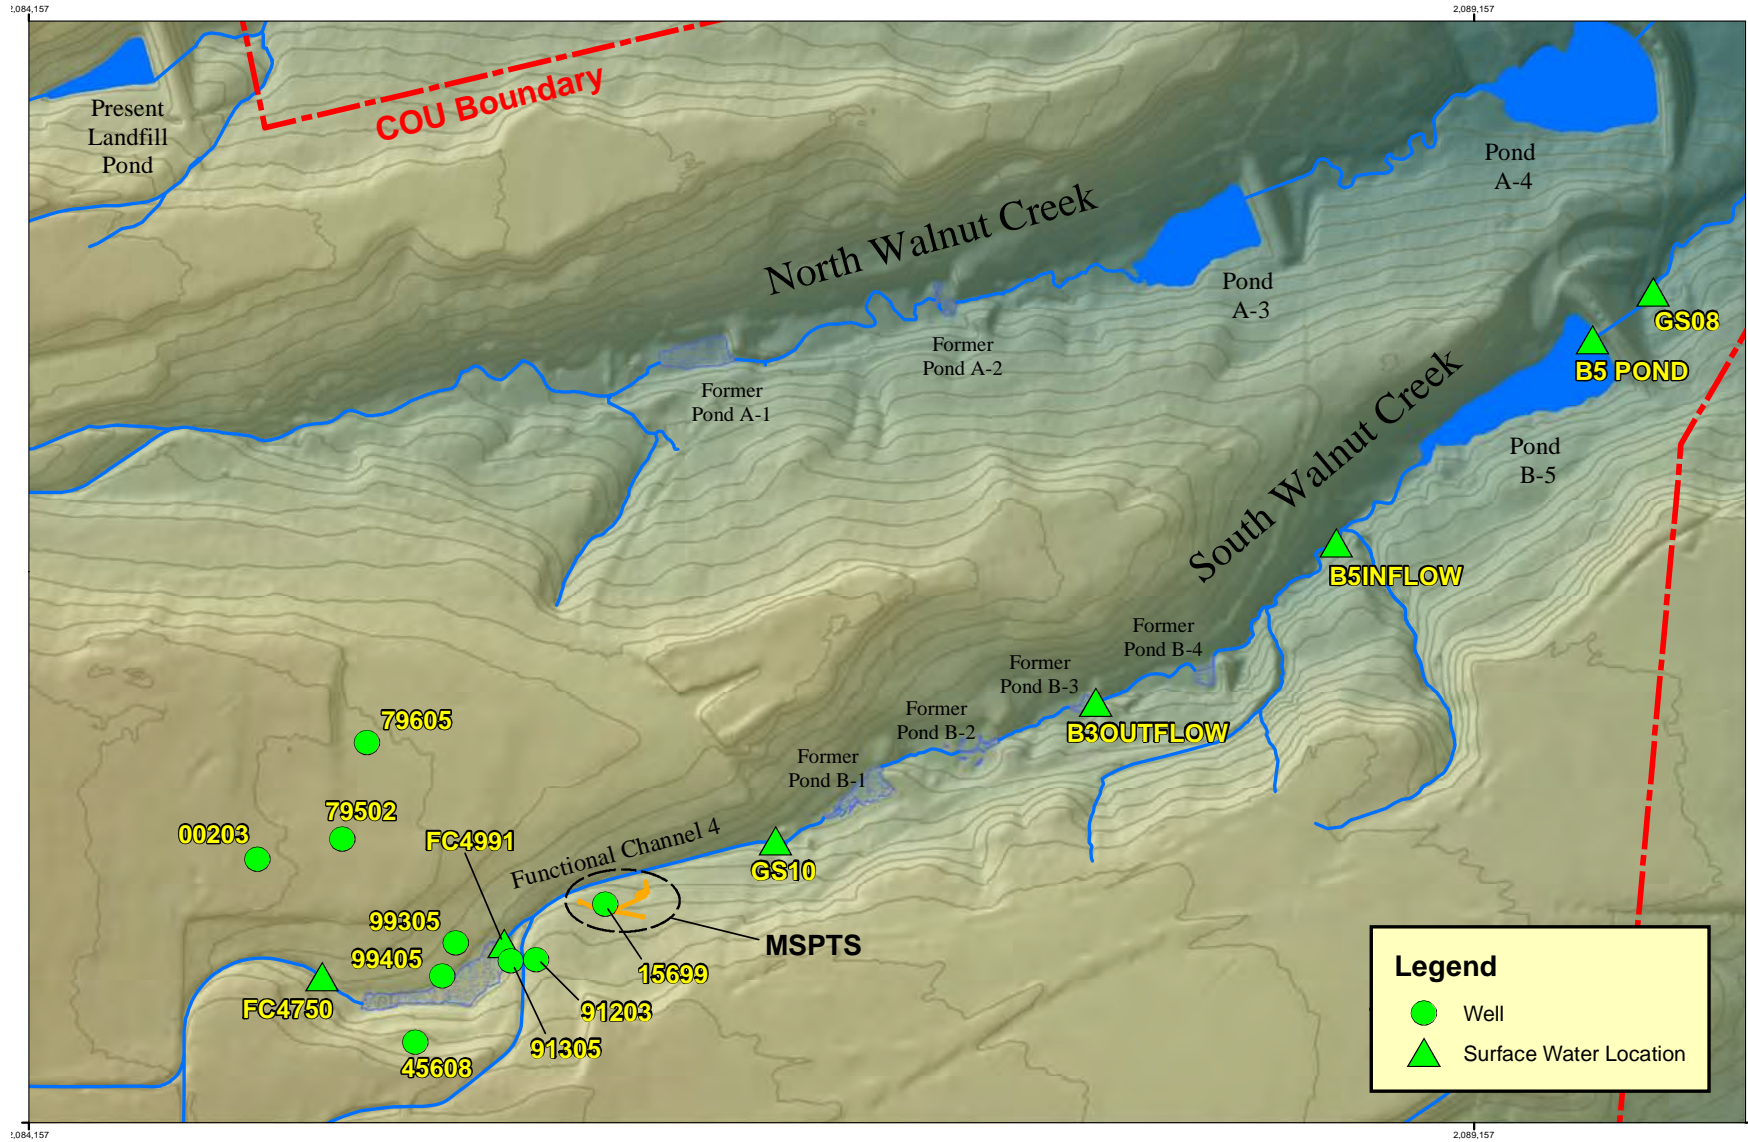 2,084,157
2,089,157
COU Boundary
Present
Landfill
Pond
Pond
A-4
North Walnut Creek
Pond
A-3
GS08
Former
Pond A-2
B5 POND
Former
Pond A-1
South Walnut Creek
Pond
B-5
B5INFLOW
Former
Pond B-4
Former
Pond B-3
Former
Pond B-2
B3OUTFLOW
79605
Former
Pond B-1
79502
00203
FC4991
Functional Channel 4
GS10
99305
99405
MSPTS
15699
FC4750
91203
91305
45608
Legend
Well
Surface Water Location
2,084,157
2,089,157